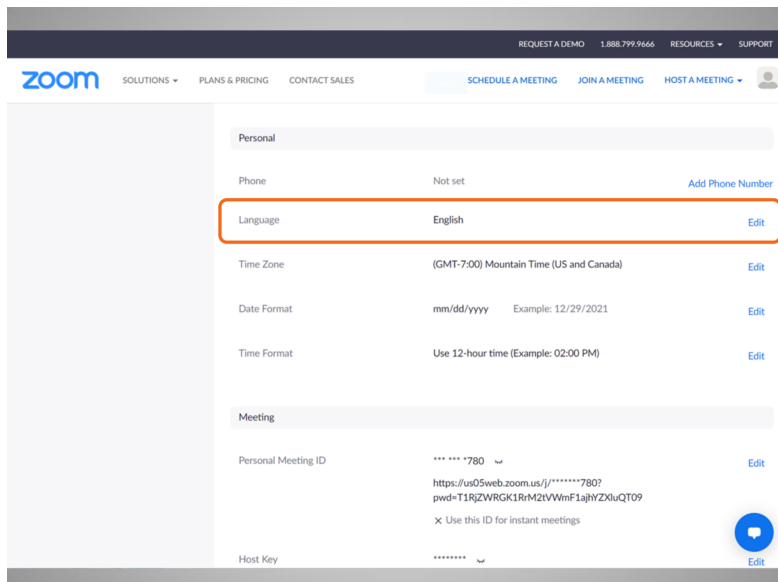 REQUEST A DEMO 1.888.799.9666 RESOURCES SUPPORT
zoom SOLUTIONS PLANS & PRICING CONTACT SALES SCHEDULE A MEETING JOIN A MEETING HOST A MEETING
Personal
Phone Not set Add Phone Number
Language English Edit
Time Zone (GMT-7:00) Mountain Time (US and Canada) Edit
Date Format mm/dd/yyyy Example: 12/29/2021 Edit
Time Format Use 12-hour time (Example: 02:00 PM) Edit
Meeting
Personal Meeting ID *** *** *780 Edit
https://us05web.zoom.us/j/*******780?
pwd=T1RjZWRGK1RrM2tVWmF1ajhYZXluQT09
× Use this ID for instant meetings
Host Key ******** Edit